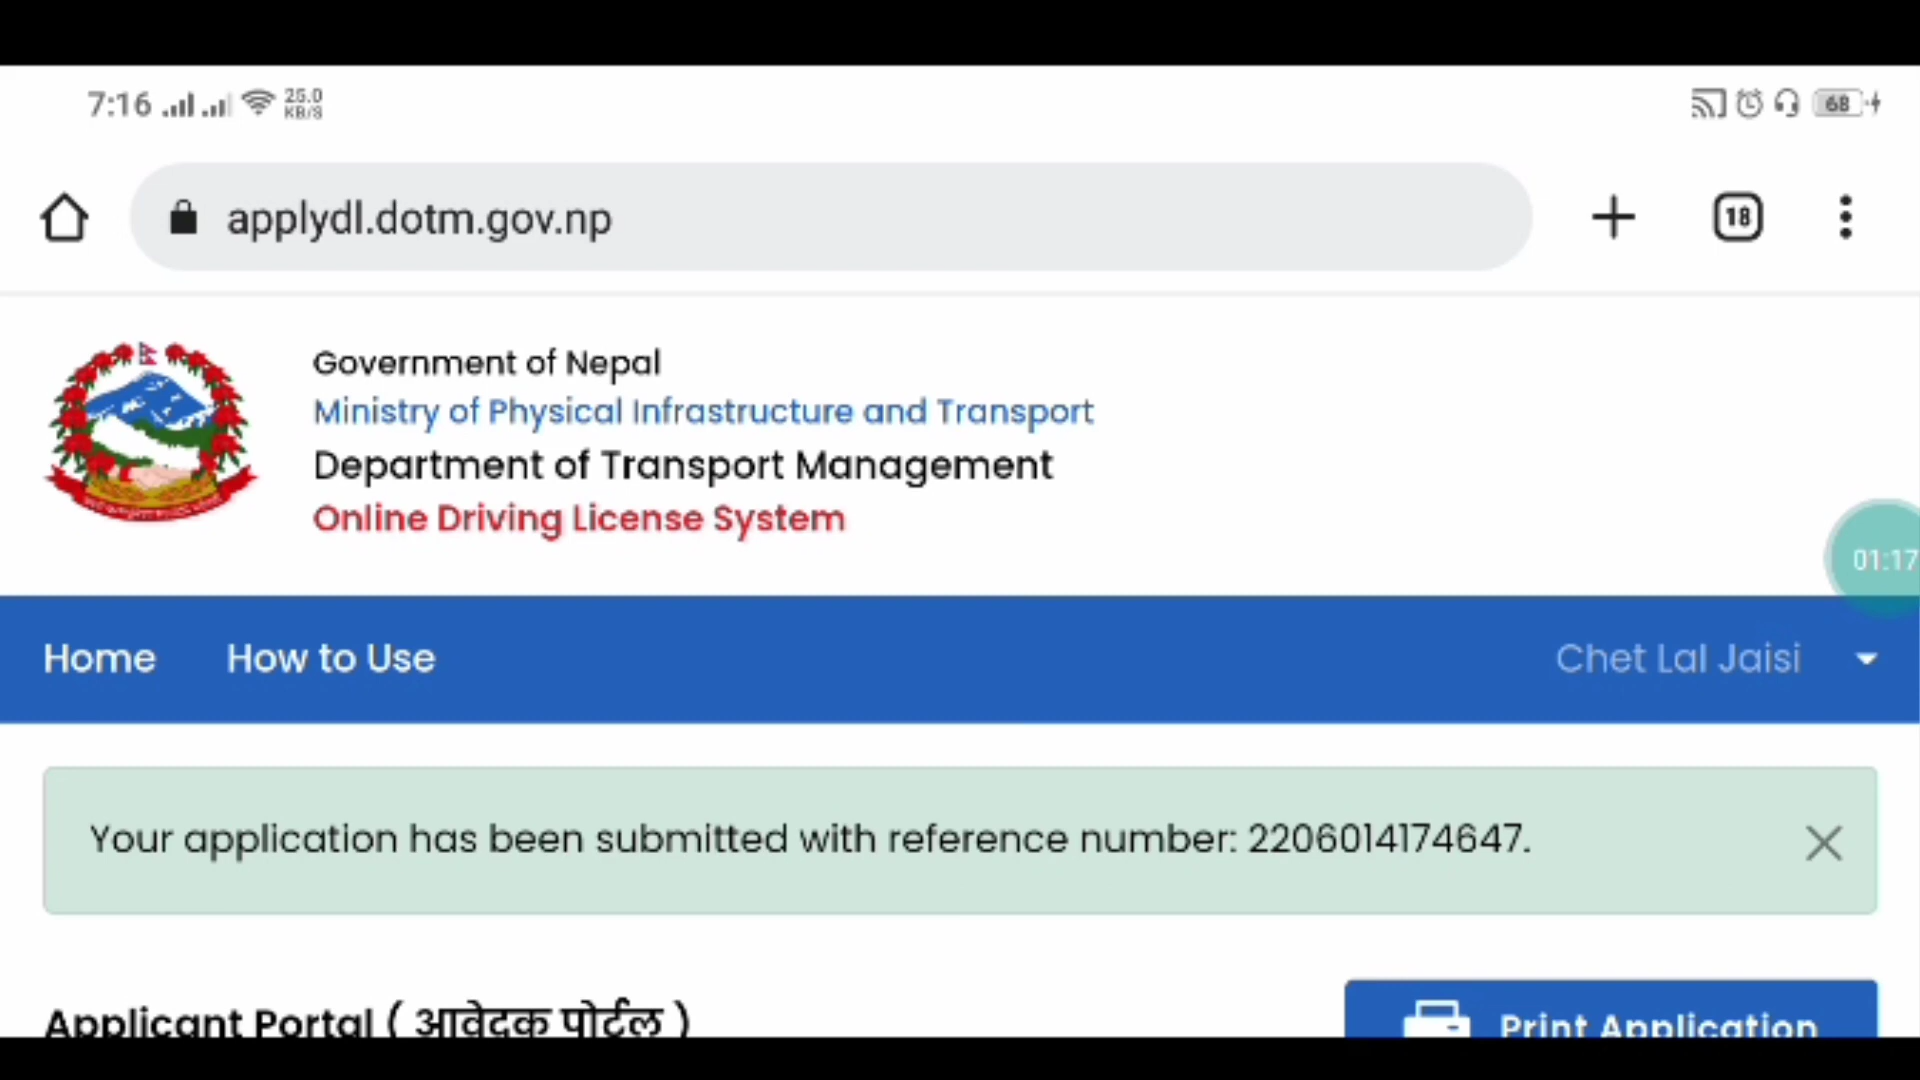 7:16 25.0 KB/S 68
applydl.dotm.gov.np 18
Government of Nepal
Ministry of Physical Infrastructure and Transport
Department of Transport Management
Online Driving License System
01:17
Home How to Use Chet Lal Jaisi
Your application has been submitted with reference number: 2206014174647.
Applicant Portal ( आवेदक पोर्टल ) Print Application